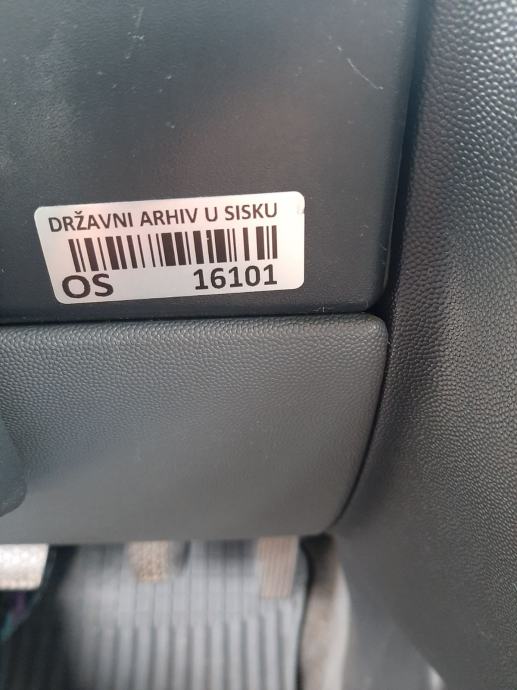 DRŽAVNI ARHIV U SISKU
OS 16101